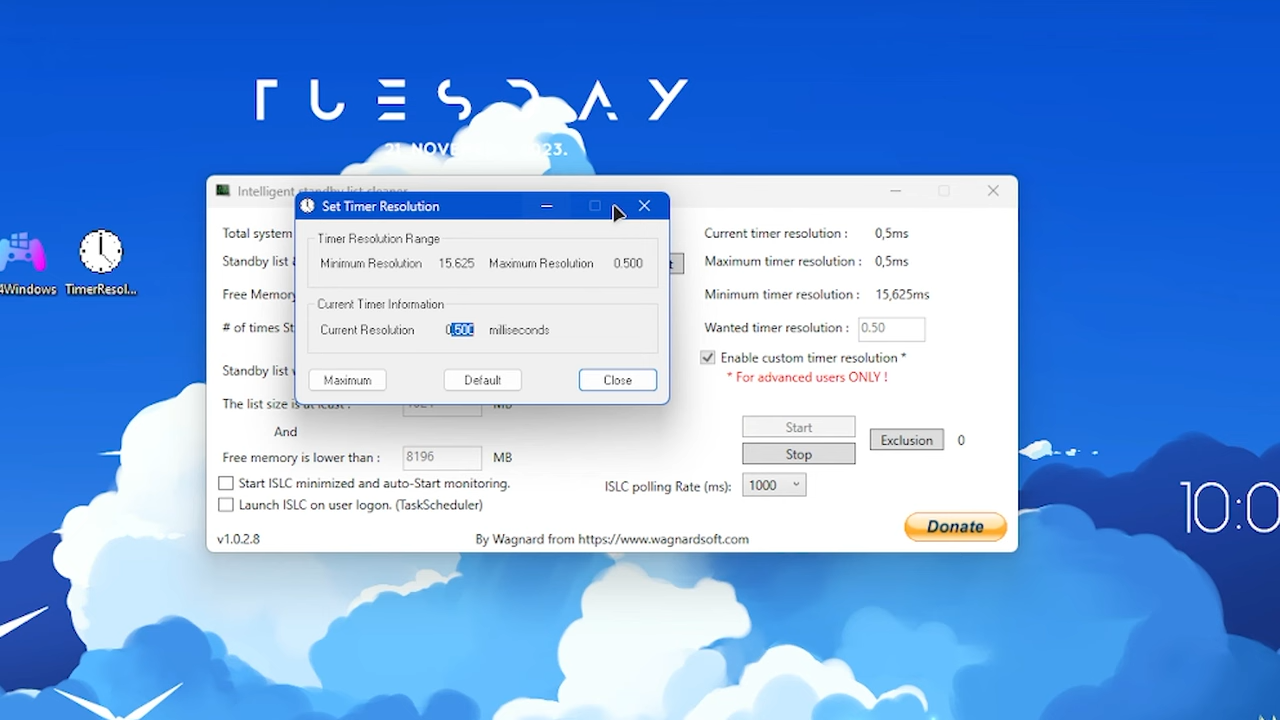 TUESDAY
21. NOVE 2023.
4Windows
TimerResol...
Intelligent standby list cleaner
Set Timer Resolution
Timer Resolution Range
Minimum Resolution 15.625 Maximum Resolution 0.500
Current Timer Information
Current Resolution 0.500 milliseconds
Maximum Default Close
Total system
Standby list &
t
Free Memory
# of times St
Standby list
The list size is at least : 1024 MB
And
Free memory is lower than : 8196 MB
Start ISLC minimized and auto-Start monitoring.
Launch ISLC on user logon. (TaskScheduler)
Current timer resolution : 0,5ms
Maximum timer resolution : 0,5ms
Minimum timer resolution : 15,625ms
Wanted timer resolution : 0.50
Enable custom timer resolution *
* For advanced users ONLY !
Start
Stop
Exclusion 0
ISLC polling Rate (ms): 1000
Donate
v1.0.2.8
By Wagnard from https://www.wagnardsoft.com
10:0